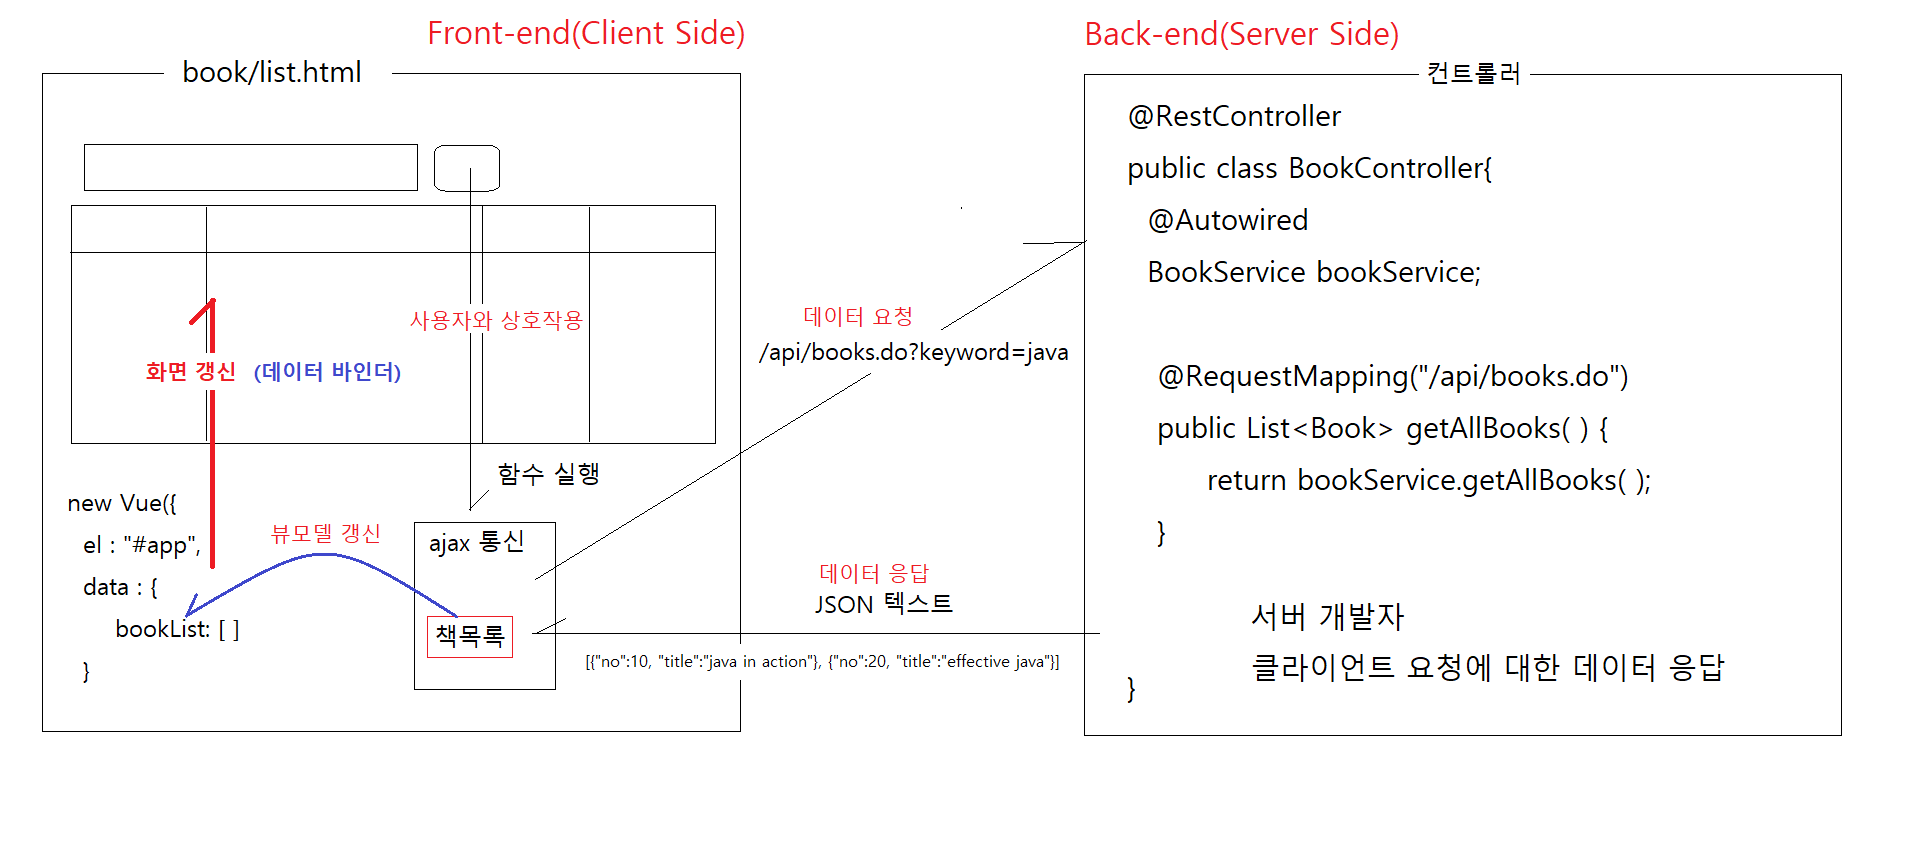 Front-end(Client Side)
book/list.html
사용자와 상호작용
화면 갱신 (데이터 바인더)
함수 실행
new Vue({
el : "#app",
data : {
bookList: [ ]
}
뷰모델 갱신
ajax 통신
책목록
데이터 요청
/api/books.do?keyword=java
데이터 응답
JSON 텍스트
[{"no":10, "title":"java in action"}, {"no":20, "title":"effective java"}]
Back-end(Server Side)
컨트롤러
@RestController
public class BookController{
@Autowired
BookService bookService;
@RequestMapping("/api/books.do")
public List<Book> getAllBooks( ) {
return bookService.getAllBooks( );
}
서버 개발자
클라이언트 요청에 대한 데이터 응답
}